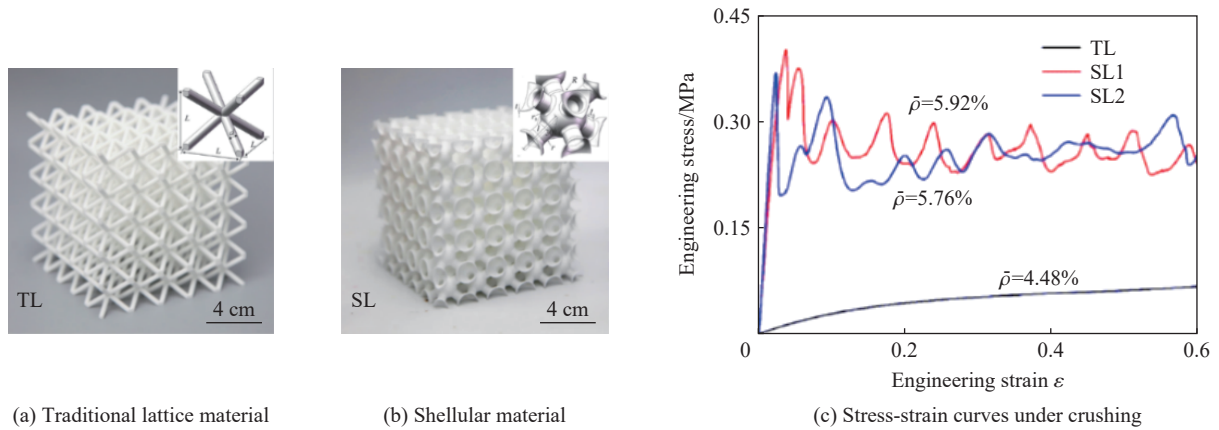 TL
4 cm
(a) Traditional lattice material
L
L
L
SL
4 cm
(b) Shellular material
R
0.45
0.30
0.15
0
0.2
0.4
0.6
Engineering stress/MPa
Engineering strain ε
TL
SL1
SL2
ρ̄=5.92%
ρ̄=5.76%
ρ̄=4.48%
(c) Stress-strain curves under crushing